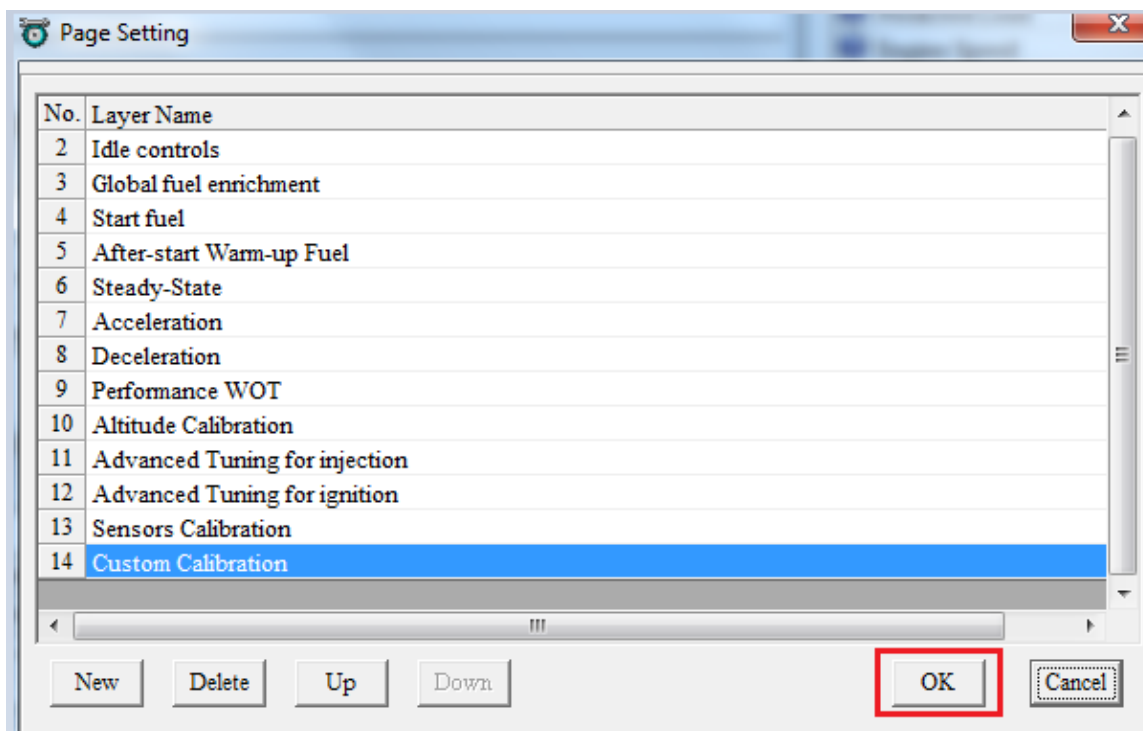 Page Setting
No. Layer Name
2 Idle controls
3 Global fuel enrichment
4 Start fuel
5 After-start Warm-up Fuel
6 Steady-State
7 Acceleration
8 Deceleration
9 Performance WOT
10 Altitude Calibration
11 Advanced Tuning for injection
12 Advanced Tuning for ignition
13 Sensors Calibration
14 Custom Calibration
New Delete Up Down OK Cancel